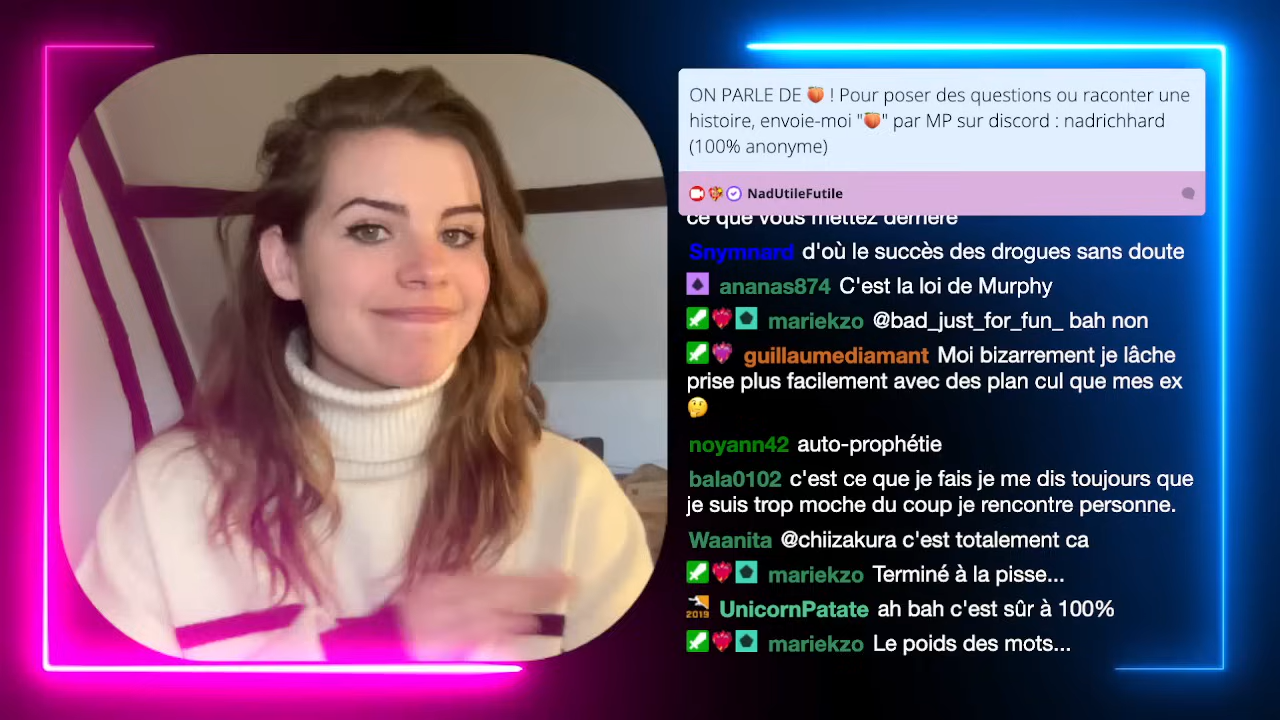 ON PARLE DE 🍑 ! Pour poser des questions ou raconter une
histoire, envoie-moi "🍑" par MP sur discord : nadrichhard
(100% anonyme)
NadUtileFutile
ce que vous mettez derrière
Snymnard d'où le succès des drogues sans doute
ananas874 C'est la loi de Murphy
mariekzo @bad_just_for_fun_ bah non
guillaumediamant Moi bizarrement je lâche
prise plus facilement avec des plan cul que mes ex
🤔
noyann42 auto-prophétie
bala0102 c'est ce que je fais je me dis toujours que
je suis trop moche du coup je rencontre personne.
Waanita @chiizakura c'est totalement ca
mariekzo Terminé à la pisse...
2019 UnicornPatate ah bah c'est sûr à 100%
mariekzo Le poids des mots...